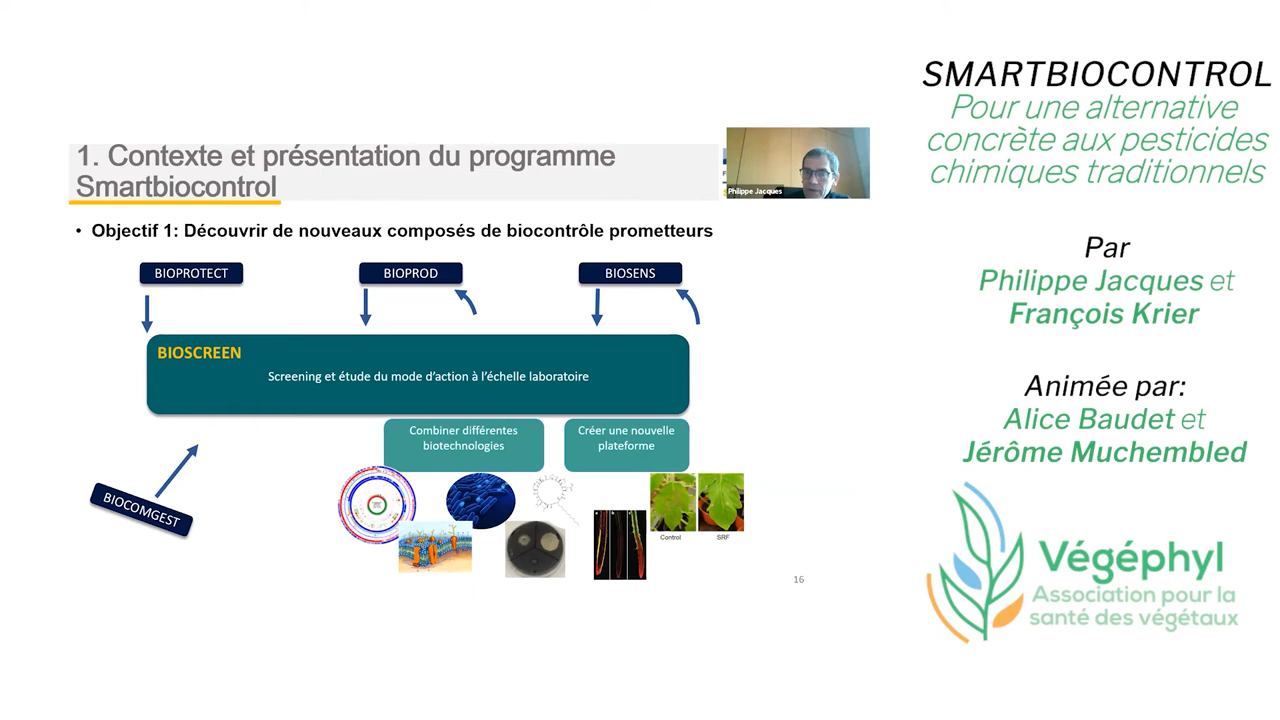 1. Contexte et présentation du programme
Smartbiocontrol
Philippe Jacques
• Objectif 1: Découvrir de nouveaux composés de biocontrôle prometteurs
BIOPROTECT
BIOPROD
BIOSENS
BIOSCREEN
Screening et étude du mode d'action à l'échelle laboratoire
Combiner différentes
biotechnologies
Créer une nouvelle
plateforme
BIOCOMGEST
Control
SRF
16
SMARTBIOCONTROL
Pour une alternative
concrète aux pesticides
chimiques traditionnels
Par
Philippe Jacques et
François Krier
Animée par:
Alice Baudet et
Jérôme Muchembled
Végéphyl
Association pour la
santé des végétaux